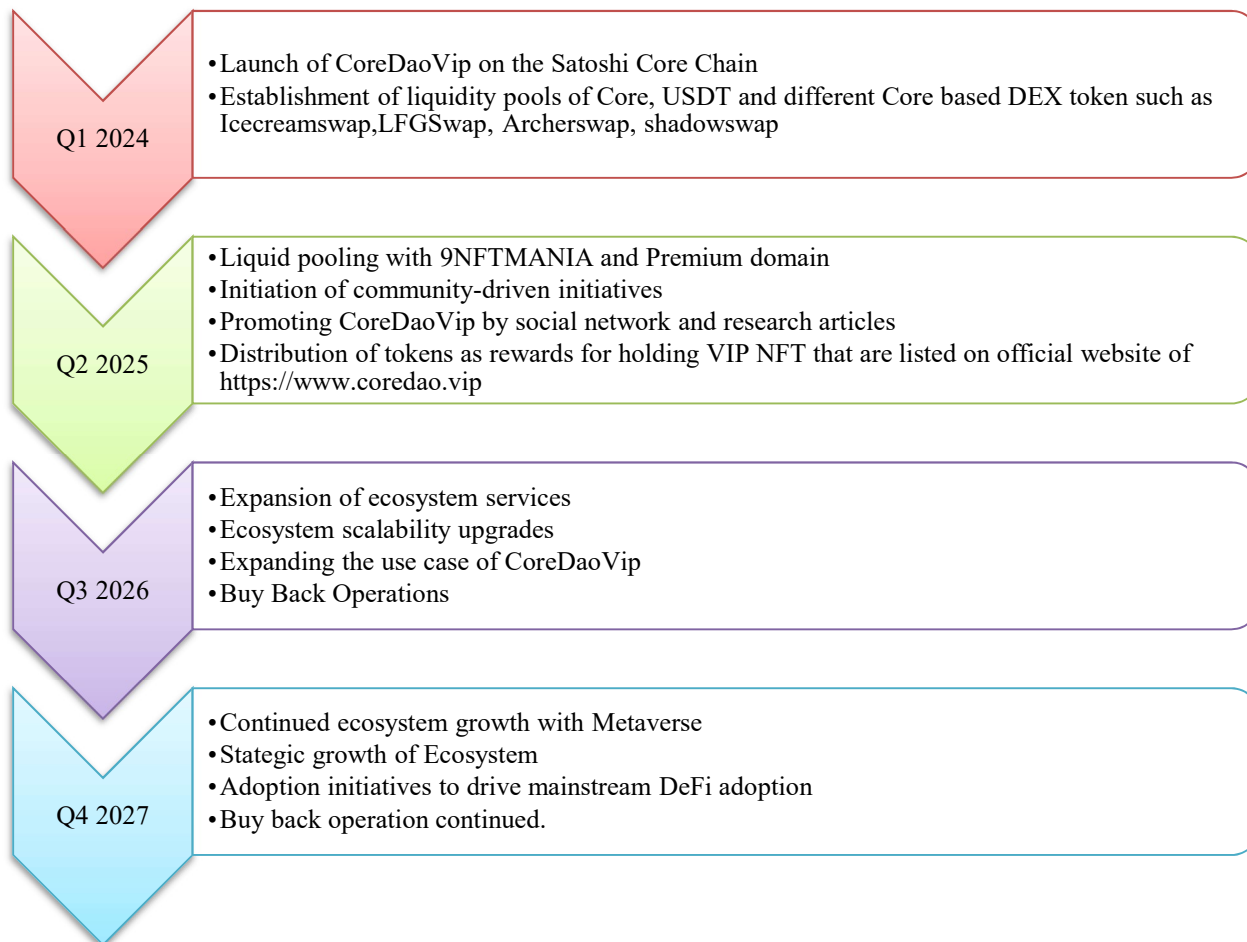 Q1 2024
•Launch of CoreDaoVip on the Satoshi Core Chain
•Establishment of liquidity pools of Core, USDT and different Core based DEX token such as
Icecreamswap,LFGSwap, Archerswap, shadowswap
Q2 2025
•Liquid pooling with 9NFTMANIA and Premium domain
•Initiation of community-driven initiatives
•Promoting CoreDaoVip by social network and research articles
•Distribution of tokens as rewards for holding VIP NFT that are listed on official website of
https://www.coredao.vip
Q3 2026
•Expansion of ecosystem services
•Ecosystem scalability upgrades
•Expanding the use case of CoreDaoVip
•Buy Back Operations
Q4 2027
•Continued ecosystem growth with Metaverse
•Stategic growth of Ecosystem
•Adoption initiatives to drive mainstream DeFi adoption
•Buy back operation continued.